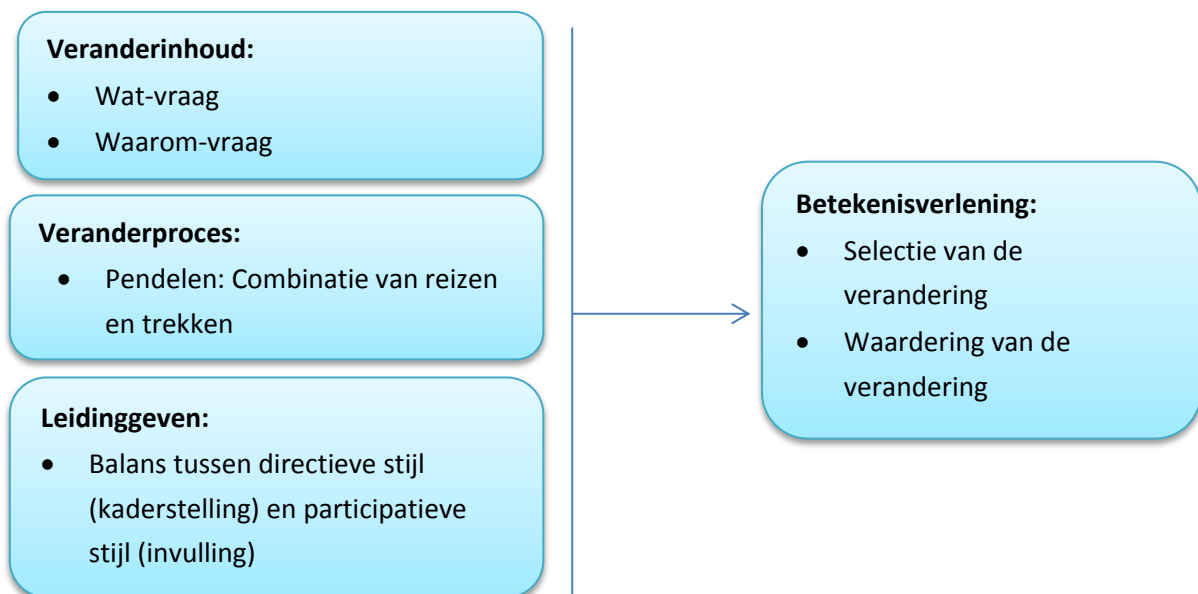 Veranderinhoud:
• Wat-vraag
• Waarom-vraag
Veranderproces:
• Pendelen: Combinatie van reizen
en trekken
Leidinggeven:
• Balans tussen directieve stijl
(kaderstelling) en participatieve
stijl (invulling)
Betekenisverlening:
• Selectie van de
verandering
• Waardering van de
verandering